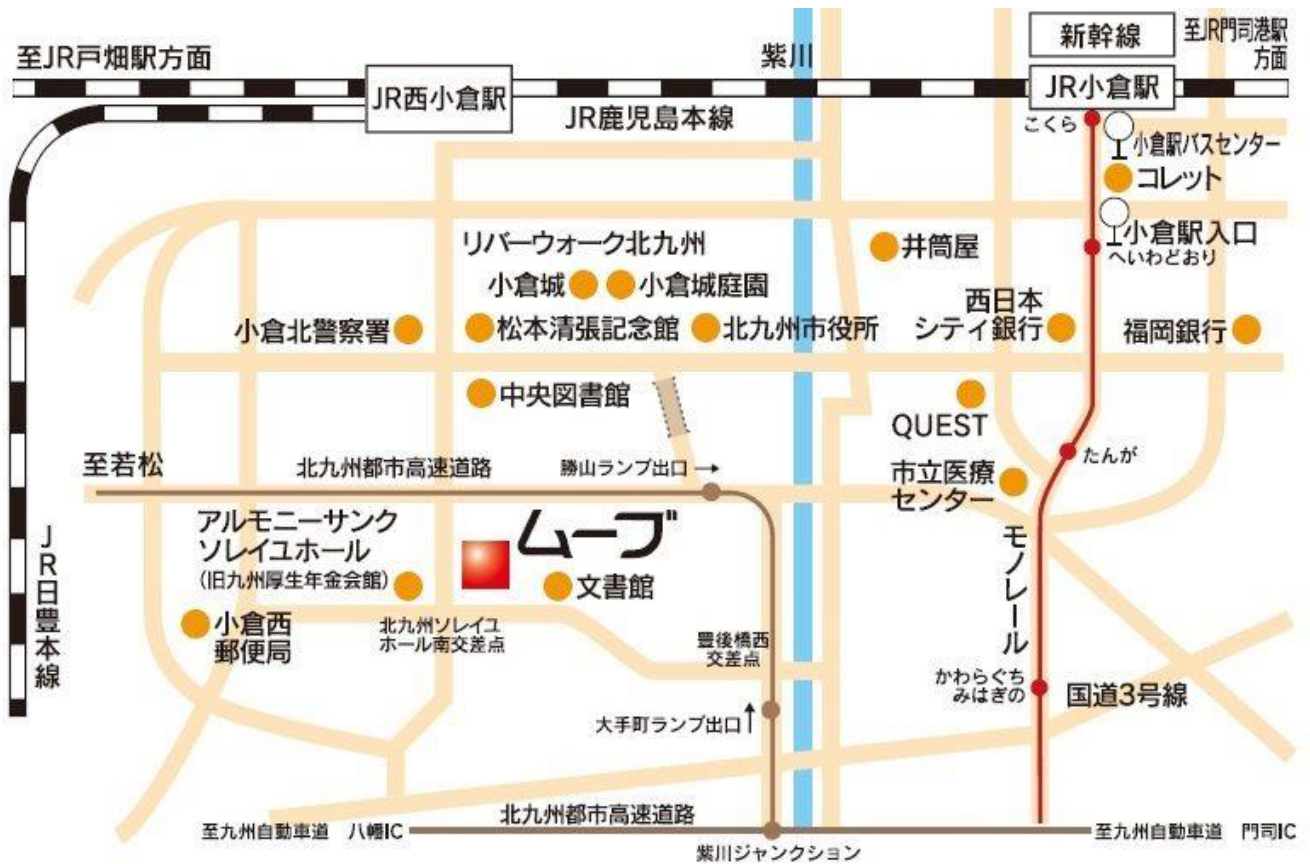 新幹線
至JR門司港駅
方面
至JR戸畑駅方面
紫川
JR西小倉駅
JR小倉駅
JR鹿児島本線
こくら
小倉駅バスセンター
コレット
リバーウォーク北九州
井筒屋
小倉駅入口
へいわどおり
小倉城
小倉城庭園
西日本
シティ銀行
小倉北警察署
松本清張記念館
北九州市役所
福岡銀行
中央図書館
QUEST
至若松
北九州都市高速道路
勝山ランプ出口→
たんが
市立医療
センター
アルモニーサンク
ソレイユホール
(旧九州厚生年金会館)
ムーブ
文書館
モノレール
JR日豊本線
小倉西
郵便局
北九州ソレイユ
ホール南交差点
豊後橋西
交差点
かわらぐち
みはぎの
国道3号線
大手町ランプ出口↑
北九州都市高速道路
至九州自動車道 八幡IC
至九州自動車道 門司IC
紫川ジャンクション